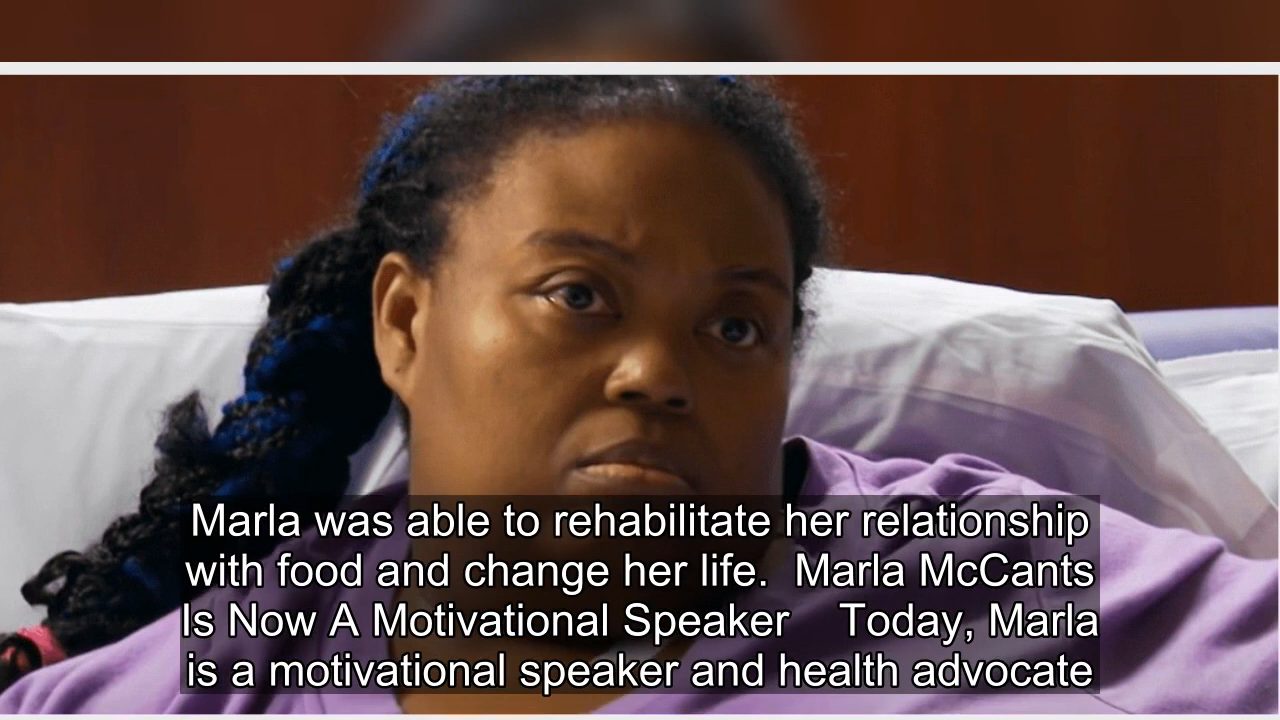 Marla was able to rehabilitate her relationship
with food and change her life.  Marla McCants
Is Now A Motivational Speaker    Today, Marla
is a motivational speaker and health advocate